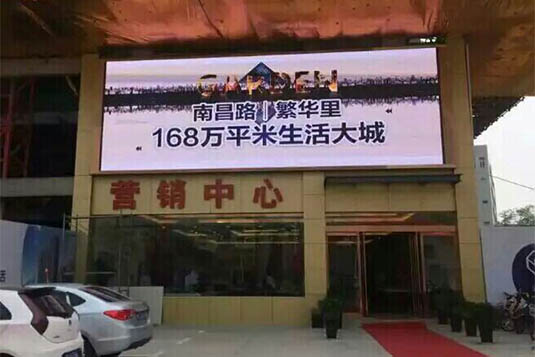 GARDEN
南昌路｜繁华里
168万平米生活大城
营销中心